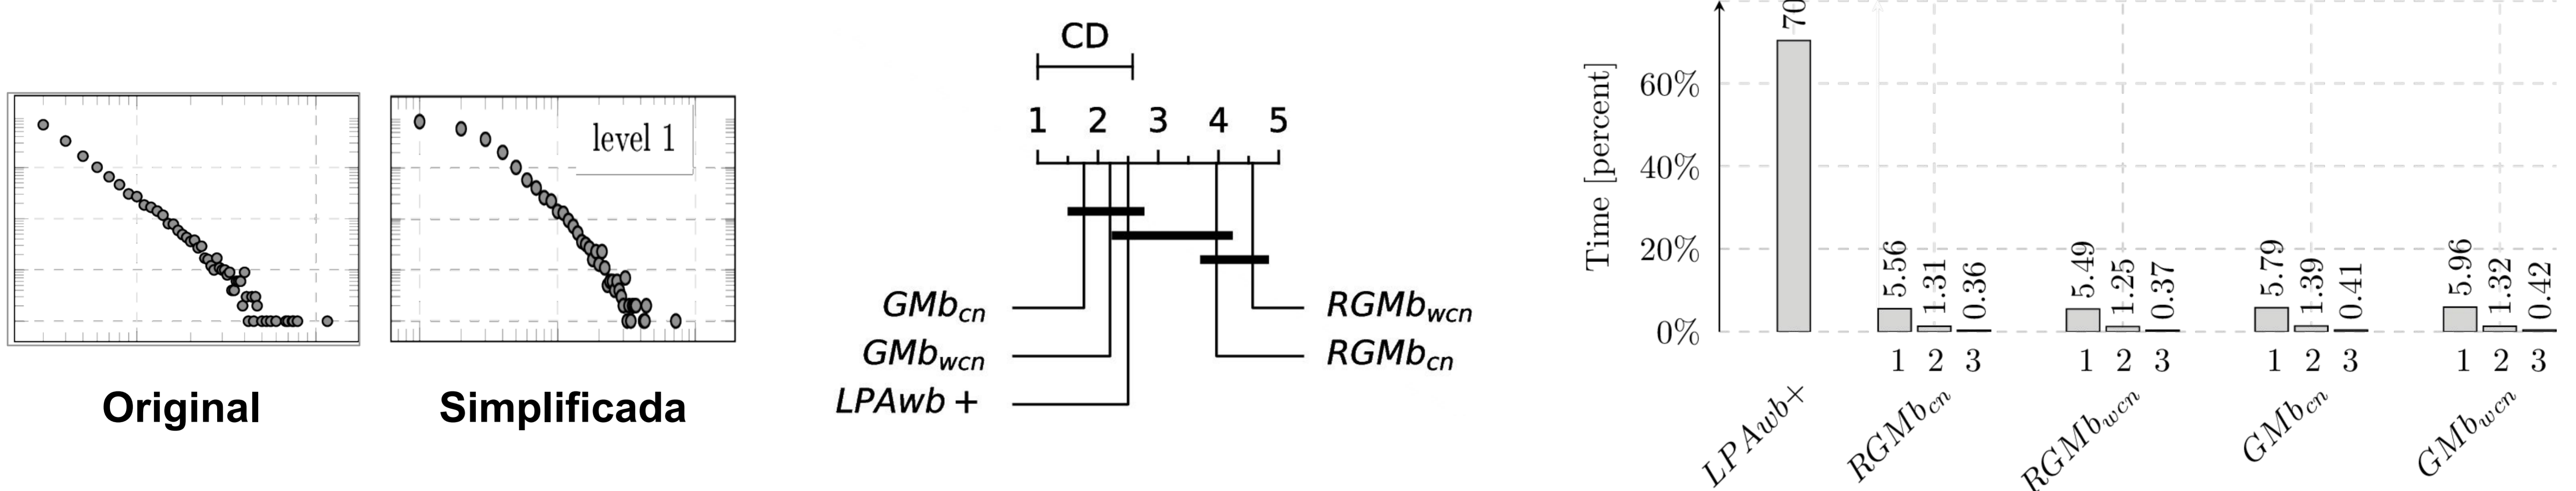 level 1
Original
Simplificada
CD
1 2 3 4 5
GMb_cn
GMb_wcn
LPAwb +
RGMb_wcn
RGMb_cn
Time [percent]
60%
40%
20%
0%
70
5.56 1.31 0.36
5.49 1.25 0.37
5.79 1.39 0.41
5.96 1.32 0.42
1 2 3 1 2 3 1 2 3 1 2 3
LPAwb+
RGMb_cn
RGMb_wcn
GMb_cn
GMb_wcn